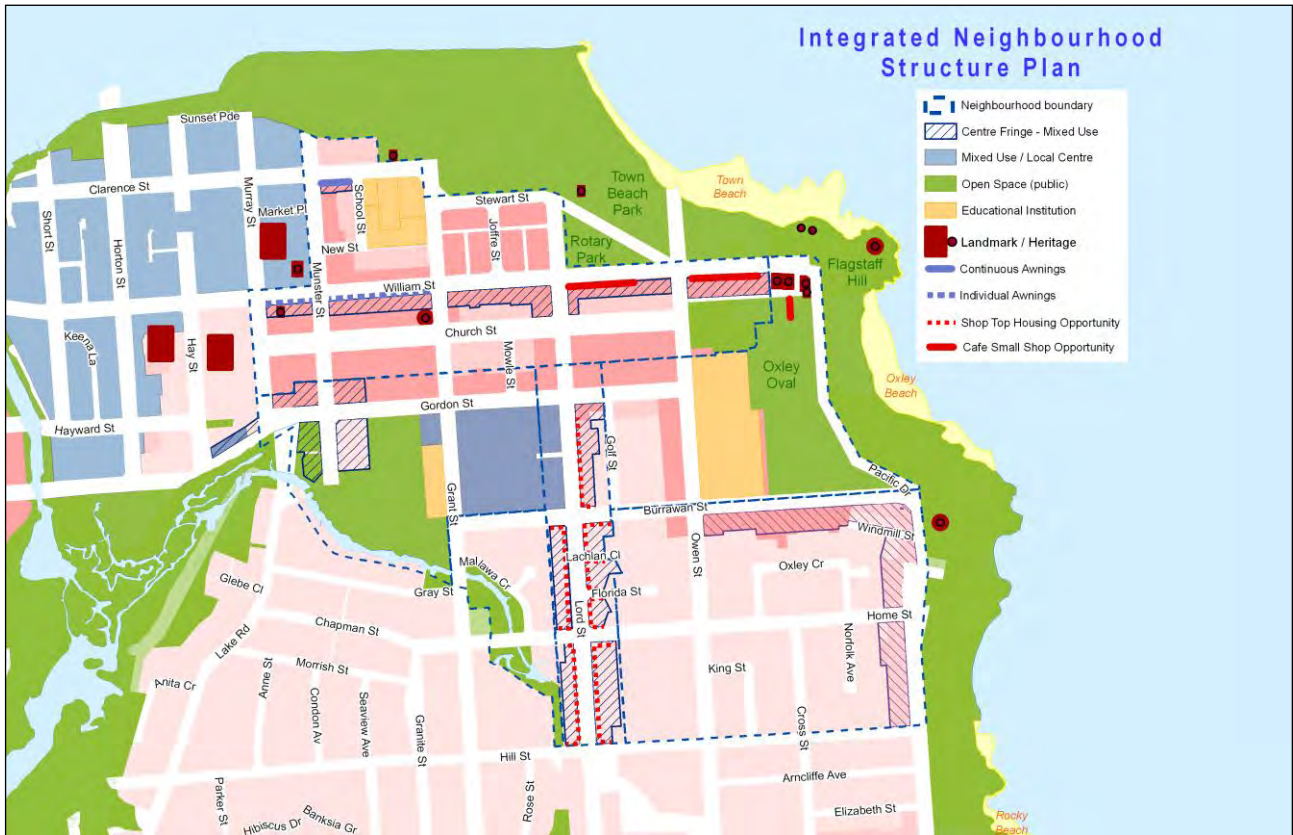 Integrated Neighbourhood
Structure Plan
Neighbourhood boundary
Centre Fringe - Mixed Use
Mixed Use / Local Centre
Open Space (public)
Educational Institution
Landmark / Heritage
Continuous Awnings
Individual Awnings
Shop Top Housing Opportunity
Cafe Small Shop Opportunity
Sunset Pde
Clarence St
Short St
Horton St
Murray St
Market Pl
School St
New St
Munster St
Stewart St
Joffre St
Town
Beach
Park
Town
Beach
Rotary
Park
Flagstaff
Hill
William St
Church St
Keena La
Hay St
Mowle St
Oxley
Oval
Oxley
Beach
Hayward St
Gordon St
Golf St
Grant St
Pacific Dr
Burrawan St
Windmill St
Owen St
Lachlan Cl
Mallawa Cr
Oxley Cr
Glebe Cl
Gray St
Florida St
Lord St
Home St
Chapman St
Lake Rd
Morrish St
Anne St
Condon Av
Seaview Ave
Granite St
Anita Cr
King St
Norfolk Ave
Cross St
Hill St
Parker St
Rose St
Arncliffe Ave
Hibiscus Dr
Banksia Gr
Elizabeth St
Rocky
Beach